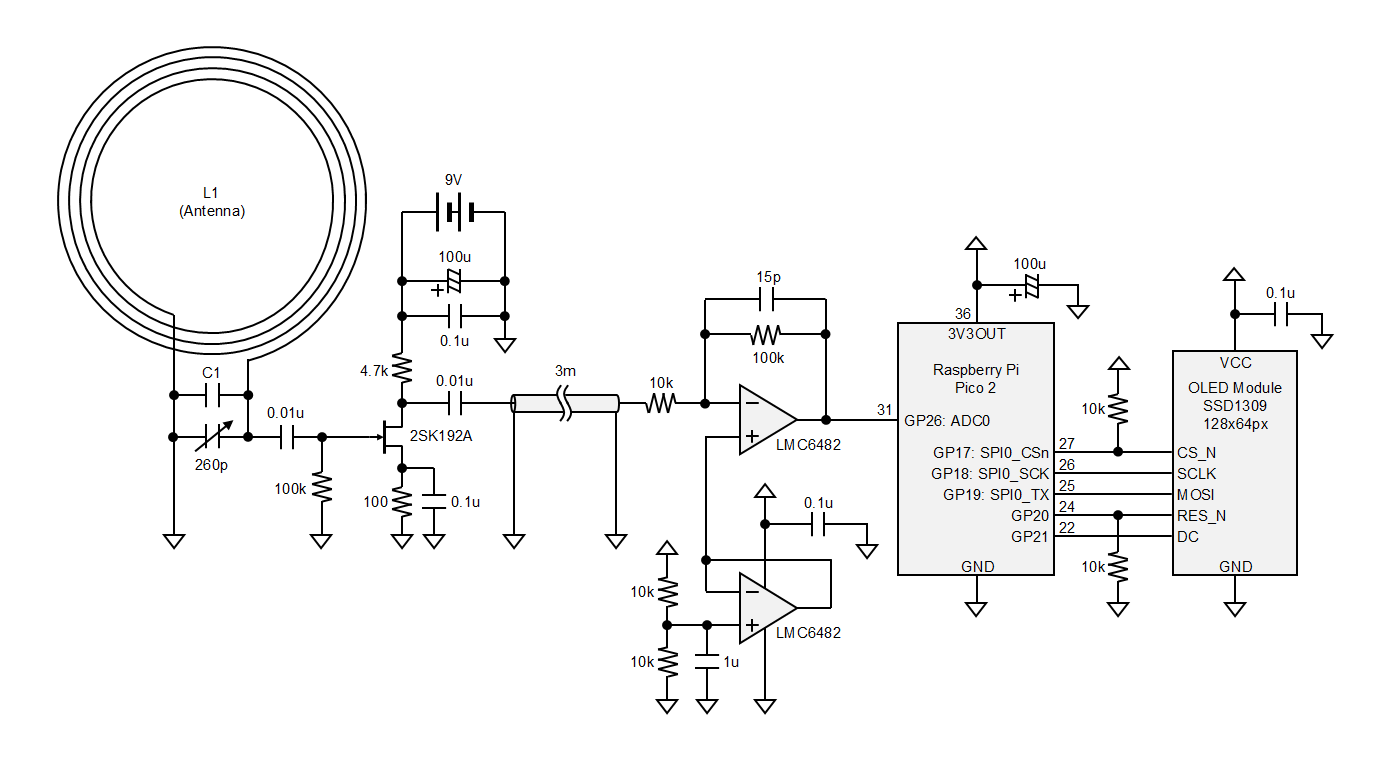 L1
(Antenna)
C1
260p
0.01u
100k
9V
100u
+
0.1u
4.7k
0.01u
2SK192A
100
0.1u
3m
10k
15p
100k
LMC6482
0.1u
10k
10k
1u
LMC6482
100u
+
36
3V3OUT
Raspberry Pi
Pico 2
31
GP26: ADC0
GP17: SPI0_CSn
27
GP18: SPI0_SCK
26
GP19: SPI0_TX
25
GP20
24
GP21
22
GND
10k
10k
0.1u
VCC
OLED Module
SSD1309
128x64px
CS_N
SCLK
MOSI
RES_N
DC
GND